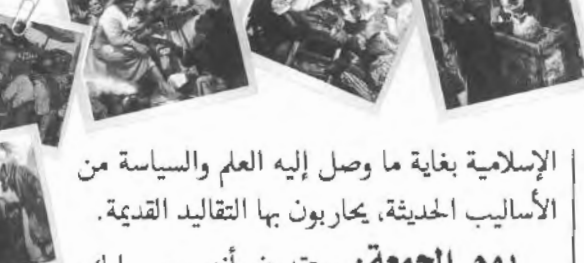 الإسلامية بغاية ما وصل إليه العلم والسياسة من
الأساليب الحديثة، يحاربون بها التقاليد القديمة.